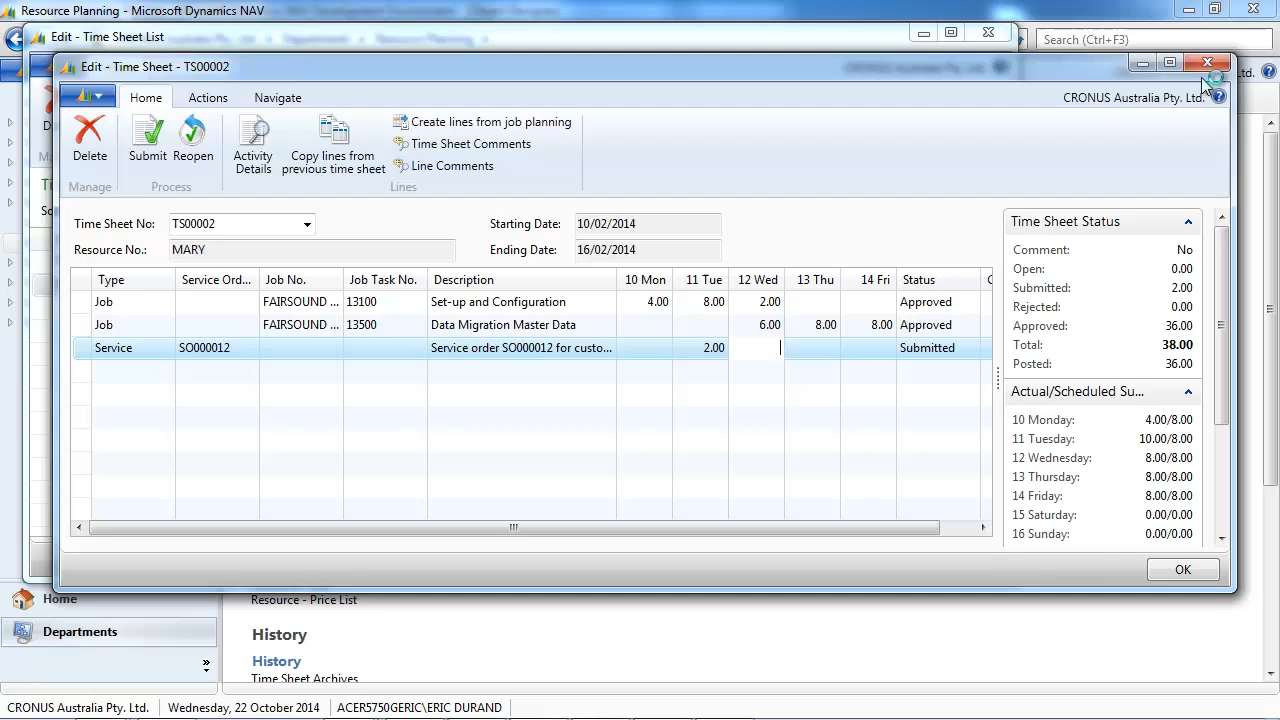 Resource Planning - Microsoft Dynamics NAV
Edit - Time Sheet List
Search (Ctrl+F3)
Edit - Time Sheet - TS00002
Home Actions Navigate
CRONUS Australia Pty. Ltd.
Ltd.
Delete
Submit
Reopen
Activity Details
Copy lines from previous time sheet
Create lines from job planning
Time Sheet Comments
Line Comments
Manage Process Lines
Time Sheet No: TS00002 Starting Date: 10/02/2014
Resource No.: MARY Ending Date: 16/02/2014
Type Service Ord... Job No. Job Task No. Description 10 Mon 11 Tue 12 Wed 13 Thu 14 Fri Status
Job FAIRSOUND ... 13100 Set-up and Configuration 4.00 8.00 2.00 Approved
Job FAIRSOUND ... 13500 Data Migration Master Data 6.00 8.00 8.00 Approved
Service SO000012 Service order SO000012 for custo... 2.00 Submitted
Time Sheet Status
Comment: No
Open: 0.00
Submitted: 2.00
Rejected: 0.00
Approved: 36.00
Total: 38.00
Posted: 36.00
Actual/Scheduled Su...
10 Monday: 4.00/8.00
11 Tuesday: 10.00/8.00
12 Wednesday: 8.00/8.00
13 Thursday: 8.00/8.00
14 Friday: 8.00/8.00
15 Saturday: 0.00/0.00
16 Sunday: 0.00/0.00
OK
Home
Departments
Resource - Price List
History
History
Time Sheet Archives
CRONUS Australia Pty. Ltd. Wednesday, 22 October 2014 ACER5750GERIC\ERIC DURAND